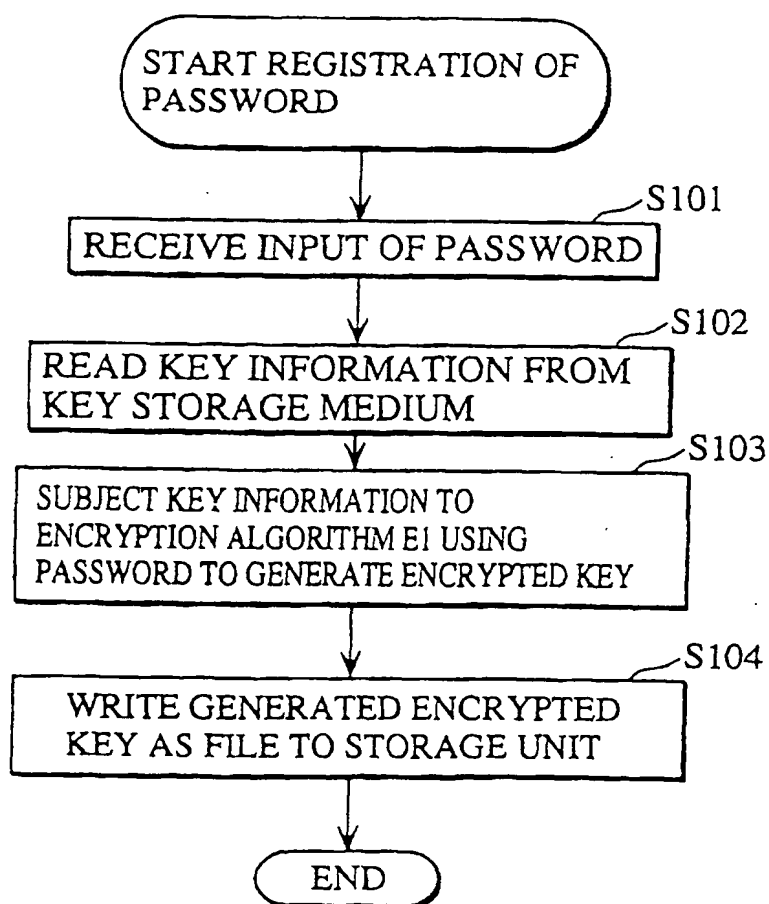 START REGISTRATION OF
PASSWORD
S101
RECEIVE INPUT OF PASSWORD
S102
READ KEY INFORMATION FROM
KEY STORAGE MEDIUM
S103
SUBJECT KEY INFORMATION TO
ENCRYPTION ALGORITHM E1 USING
PASSWORD TO GENERATE ENCRYPTED KEY
S104
WRITE GENERATED ENCRYPTED
KEY AS FILE TO STORAGE UNIT
END